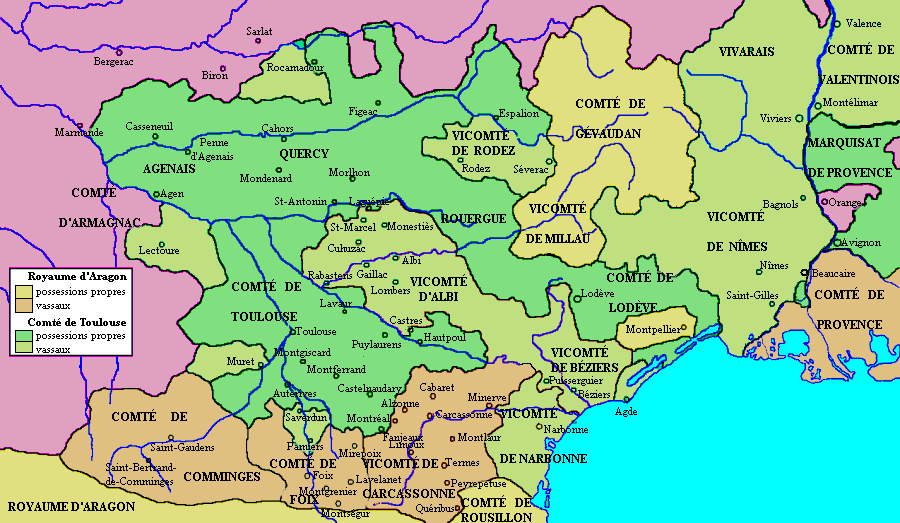 Sarlat
Bergerac
Biron
Rocamadour
Valence
VIVARAIS
COMTÉ DE
VALENTINOIS
Montélimar
Viviers
MARQUISAT
DE PROVENCE
COMTÉ DE
GÉVAUDAN
Marmande
Casseneuil
Penne
d'Agenais
Cahors
Figeac
Espalion
AGENAIS
QUERCY
VICOMTÉ
DE RODEZ
Rodez
Séverac
Mondenard
Morlhon
Agen
St-Antonin
Laguépie
COMTÉ
D'ARMAGNAC
ROUERGUE
VICOMTÉ
DE MILLAU
VICOMTÉ
DE NÎMES
Bagnols
Orange
Avignon
St-Marcel
Monestiès
Lectoure
Cahuzac
Albi
Rabastens
Gaillac
Lombers
VICOMTÉ
D'ALBI
COMTÉ DE
LODÈVE
Lodève
Nîmes
Beaucaire
Saint-Gilles
COMTÉ DE
PROVENCE
Royaume d'Aragon
possessions propres
vassaux
Comté de Toulouse
possessions propres
vassaux
COMTÉ DE
TOULOUSE
Toulouse
Lavaur
Castres
Puylaurens
Hautpoul
Montpellier
Muret
Montgiscard
Montferrand
VICOMTÉ
DE BÉZIERS
Puisserguier
Béziers
Agde
Auterives
Castelnaudary
Cabaret
Alzonne
Minerve
Saverdun
Montréal
Carcassonne
VICOMTÉ
DE NARBONNE
Narbonne
COMTÉ DE
COMMINGES
Saint-Gaudens
Saint-Bertrand-
de-Comminges
Pamiers
Mirepoix
Fanjeaux
Limoux
Montlaur
COMTÉ DE
FOIX
Foix
Lavelanet
Montgrenier
Montségur
VICOMTÉ DE
CARCASSONNE
Termes
Peyrepetuse
Quéribus
COMTÉ DE
ROUSILLON
ROYAUME D'ARAGON